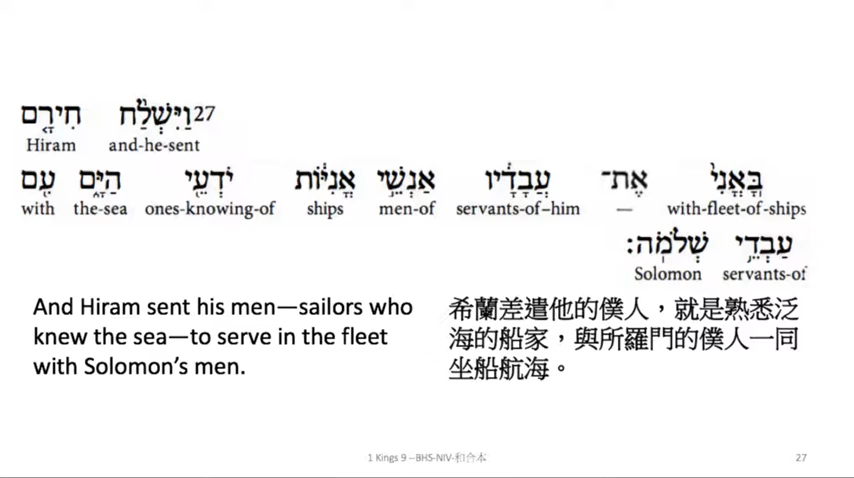 27 וַיִּשְׁלַ֨ח חִירָ֤ם
and-he-sent Hiram
בָּֽאֳנִי֙ אֶת־ עֲבָדָ֔יו אַנְשֵׁ֣י אֳנִיּ֔וֹת יֹדְעֵ֖י הַיָּ֑ם עִ֖ם
with-fleet-of-ships — servants-of-him men-of ships ones-knowing-of the-sea with
עַבְדֵ֥י שְׁלֹמֹֽה׃
servants-of Solomon
And Hiram sent his men—sailors who
knew the sea—to serve in the fleet
with Solomon’s men.
希蘭差遣他的僕人，就是熟悉泛
海的船家，與所羅門的僕人一同
坐船航海。
1 Kings 9 --BHS-NIV-和合本
27